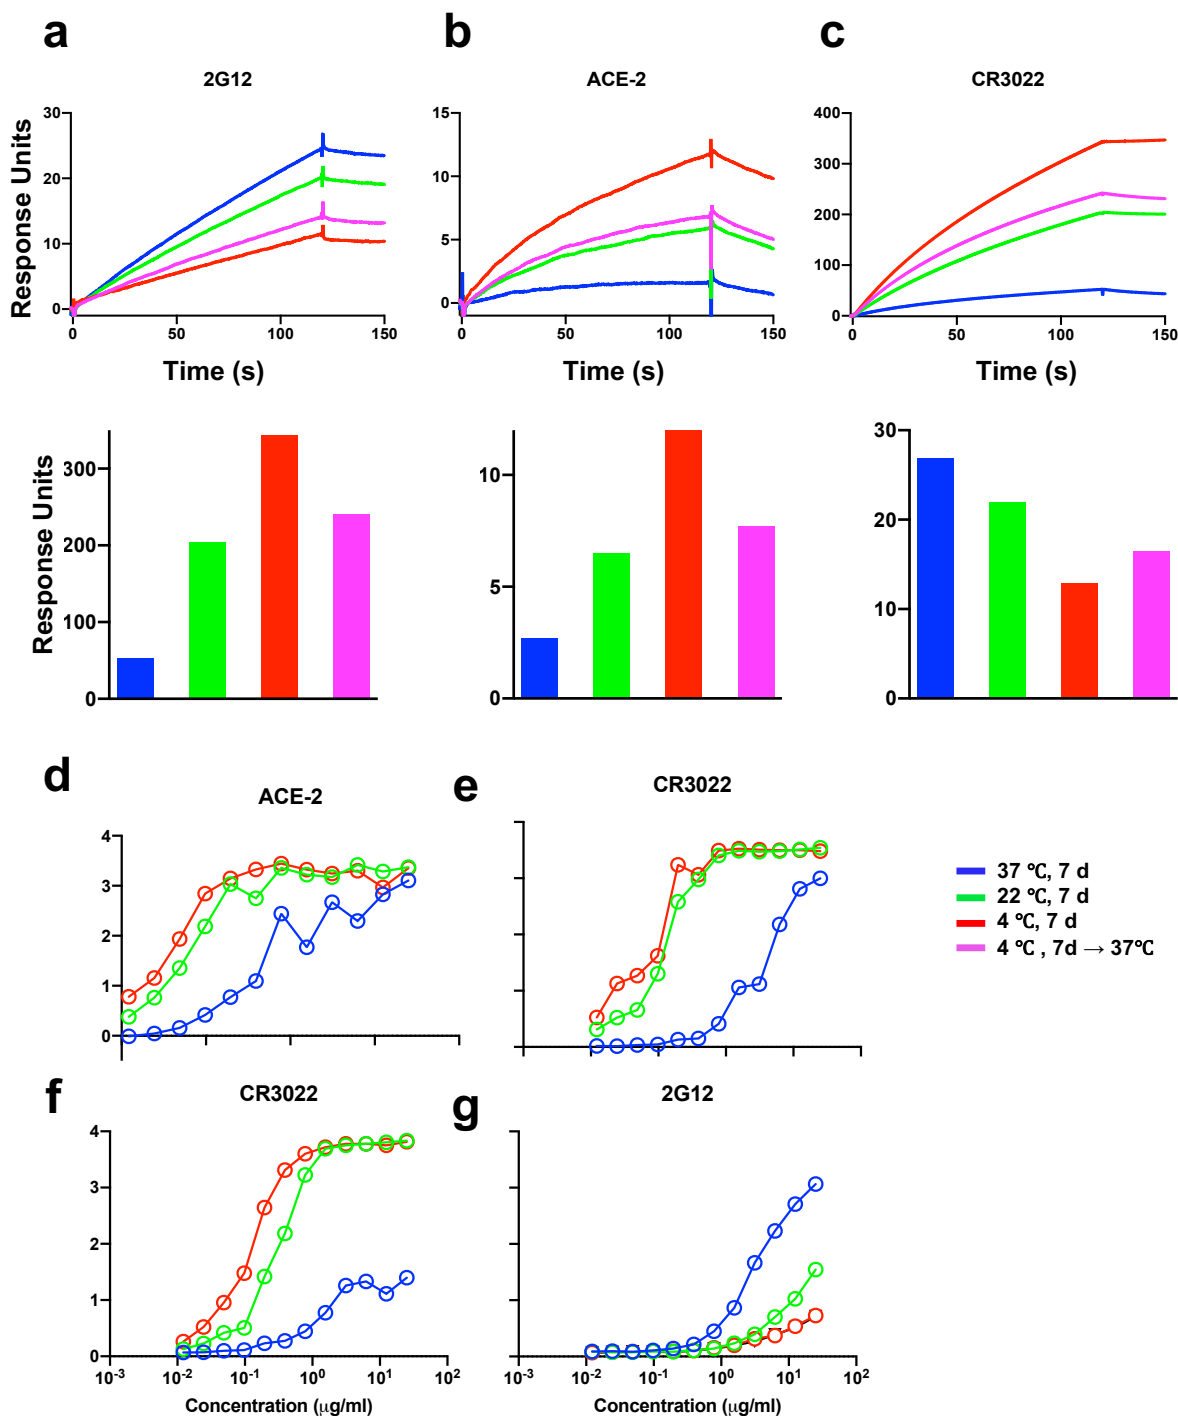 a
b
c
2G12
ACE-2
CR3022
Response Units
30
20
10
0
0
50
100
150
Time (s)
15
10
5
0
0
50
100
150
Time (s)
400
300
200
100
0
0
50
100
150
Time (s)
Response Units
300
200
100
0
10
5
0
30
20
10
0
d
ACE-2
4
3
2
1
0
e
CR3022
37 ℃, 7 d
22 ℃, 7 d
4 ℃, 7 d
4 ℃ , 7d → 37℃
f
CR3022
4
3
2
1
0
10-3
10-2
10-1
100
101
102
Concentration (μg/ml)
g
2G12
10-3
10-2
10-1
100
101
102
Concentration (μg/ml)